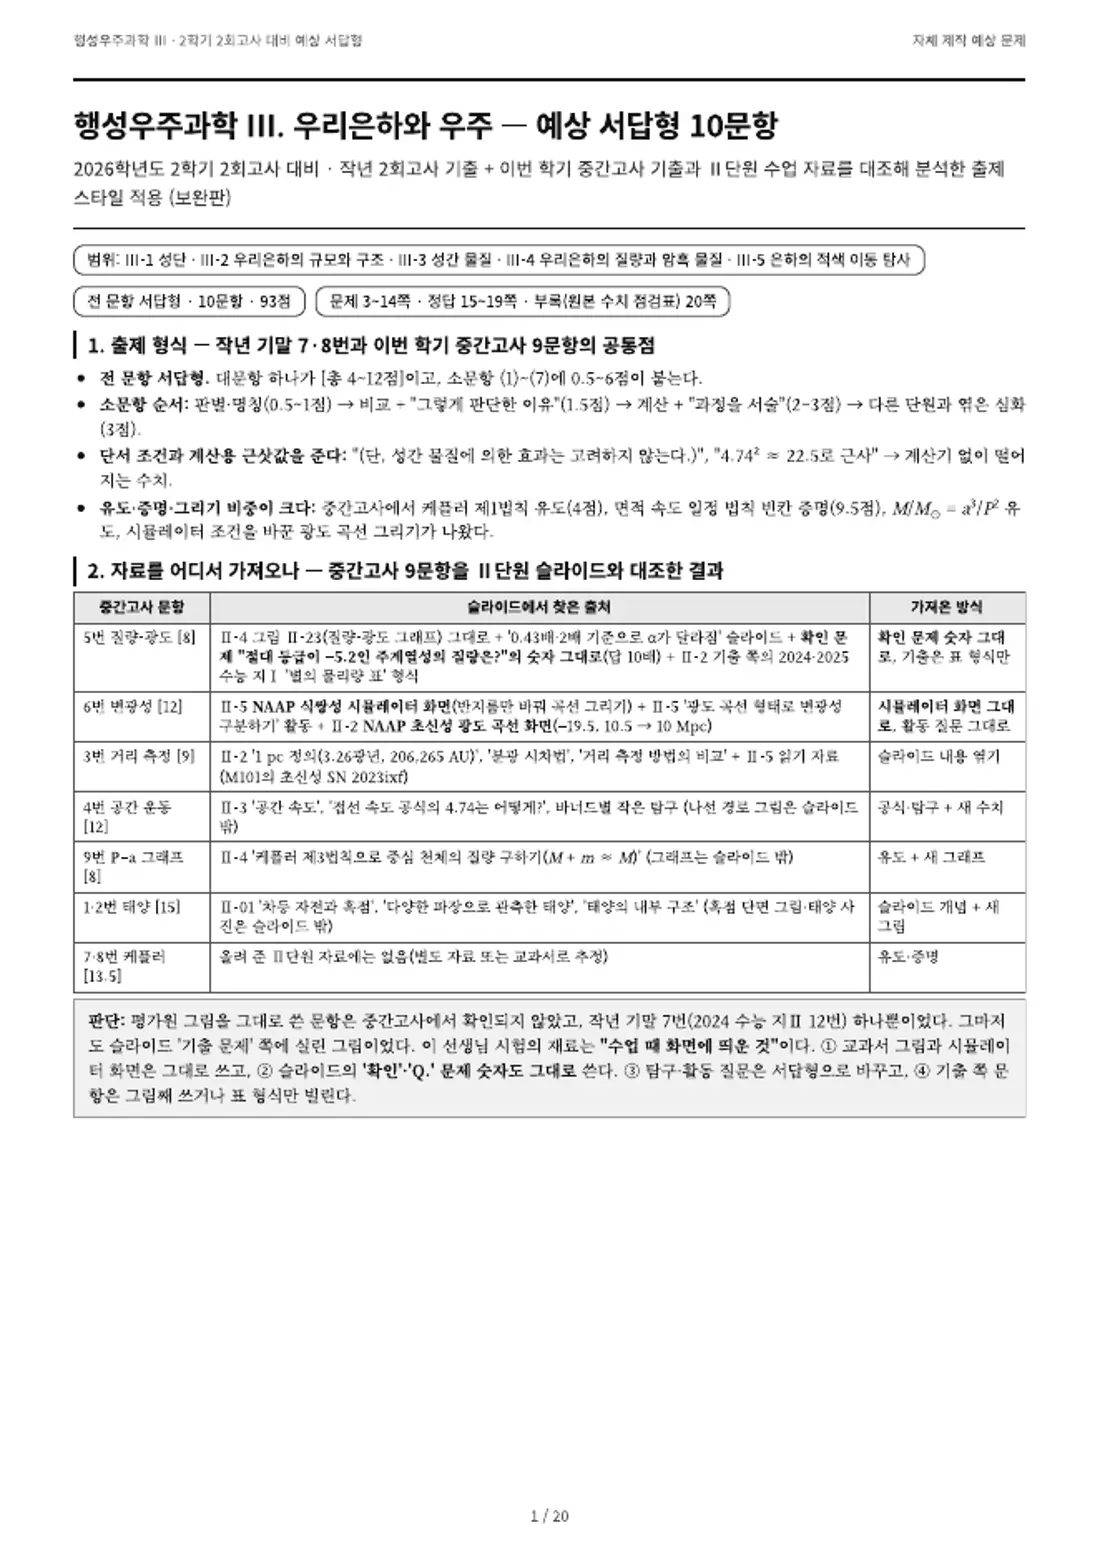 행성우주과학 III · 2학기 2회고사 대비 예상 서답형
자체 제작 예상 문제
행성우주과학 III. 우리은하와 우주 — 예상 서답형 10문항
2026학년도 2학기 2회고사 대비 · 작년 2회고사 기출 + 이번 학기 중간고사 기출과 Ⅱ단원 수업 자료를 대조해 분석한 출제
스타일 적용 (보완판)
범위: III-1 성단 · III-2 우리은하의 규모와 구조 · III-3 성간 물질 · III-4 우리은하의 질량과 암흑 물질 · III-5 은하의 적색 이동 탐사
전 문항 서답형 · 10문항 · 93점
문제 3~14쪽 · 정답 15~19쪽 · 부록(원본 수치 점검표) 20쪽
1. 출제 형식 — 작년 기말 7·8번과 이번 학기 중간고사 9문항의 공통점
• 전 문항 서답형. 대문항 하나가 [총 4~12점]이고, 소문항 (1)~(7)에 0.5~6점이 붙는다.
• 소문항 순서: 판별·명칭(0.5~1점) → 비교 + "그렇게 판단한 이유"(1.5점) → 계산 + "과정을 서술"(2~3점) → 다른 단원과 엮은 심화
(3점).
• 단서 조건과 계산용 근삿값을 준다: "(단, 성간 물질에 의한 효과는 고려하지 않는다.)", "4.74² ≈ 22.5로 근사" → 계산기 없이 떨어
지는 수치.
• 유도·증명·그리기 비중이 크다: 중간고사에서 케플러 제1법칙 유도(4점), 면적 속도 일정 법칙 빈칸 증명(9.5점), M/M⊙ = a³/P² 유
도, 시뮬레이터 조건을 바꾼 광도 곡선 그리기가 나왔다.
2. 자료를 어디서 가져오나 — 중간고사 9문항을 Ⅱ단원 슬라이드와 대조한 결과
중간고사 문항
슬라이드에서 찾은 출처
가져온 방식
5번 질량-광도 [8]
Ⅱ-4 그림 Ⅱ-23(질량-광도 그래프) 그대로 + '0.43배·2배 기준으로 α가 달라짐' 슬라이드 + 확인 문
제 "절대 등급이 −5.2인 주계열성의 질량은?"의 숫자 그대로(답 10배) + Ⅱ-2 기출 쪽의 2024·2025
수능 지Ⅰ '별의 물리량 표' 형식
확인 문제 숫자 그대
로, 기출은 표 형식만
6번 변광성 [12]
Ⅱ-5 NAAP 식쌍성 시뮬레이터 화면(반지름만 바꿔 곡선 그리기) + Ⅱ-5 '광도 곡선 형태로 변광성
구분하기' 활동 + Ⅱ-2 NAAP 초신성 광도 곡선 화면(−19.5, 10.5 → 10 Mpc)
시뮬레이터 화면 그대
로, 활동 질문 그대로
3번 거리 측정 [9]
Ⅱ-2 '1 pc 정의(3.26광년, 206,265 AU)', '분광 시차법', '거리 측정 방법의 비교' + Ⅱ-5 읽기 자료
(M101의 초신성 SN 2023ixf)
슬라이드 내용 엮기
4번 공간 운동
[12]
Ⅱ-3 '공간 속도', '접선 속도 공식의 4.74는 어떻게?', 바너드별 작은 탐구 (나선 경로 그림은 슬라이드
밖)
공식·탐구 + 새 수치
9번 P−a 그래프
[8]
Ⅱ-4 '케플러 제3법칙으로 중심 천체의 질량 구하기(M + m ≈ M)' (그래프는 슬라이드 밖)
유도 + 새 그래프
1·2번 태양 [15]
Ⅱ-01 '차등 자전과 흑점', '다양한 파장으로 관측한 태양', '태양의 내부 구조' (흑점 단면 그림·태양 사
진은 슬라이드 밖)
슬라이드 개념 + 새
그림
7·8번 케플러
[13.5]
올려 준 Ⅱ단원 자료에는 없음(별도 자료 또는 교과서로 추정)
유도·증명
판단: 평가원 그림을 그대로 쓴 문항은 중간고사에서 확인되지 않았고, 작년 기말 7번(2024 수능 지Ⅱ 12번) 하나뿐이었다. 그마저
도 슬라이드 '기출 문제' 쪽에 실린 그림이었다. 이 선생님 시험의 재료는 "수업 때 화면에 띄운 것"이다. ① 교과서 그림과 시뮬레이
터 화면은 그대로 쓰고, ② 슬라이드의 '확인'·'Q.' 문제 숫자도 그대로 쓴다. ③ 탐구·활동 질문은 서답형으로 바꾸고, ④ 기출 쪽 문
항은 그림째 쓰거나 표 형식만 빌린다.
1 / 20